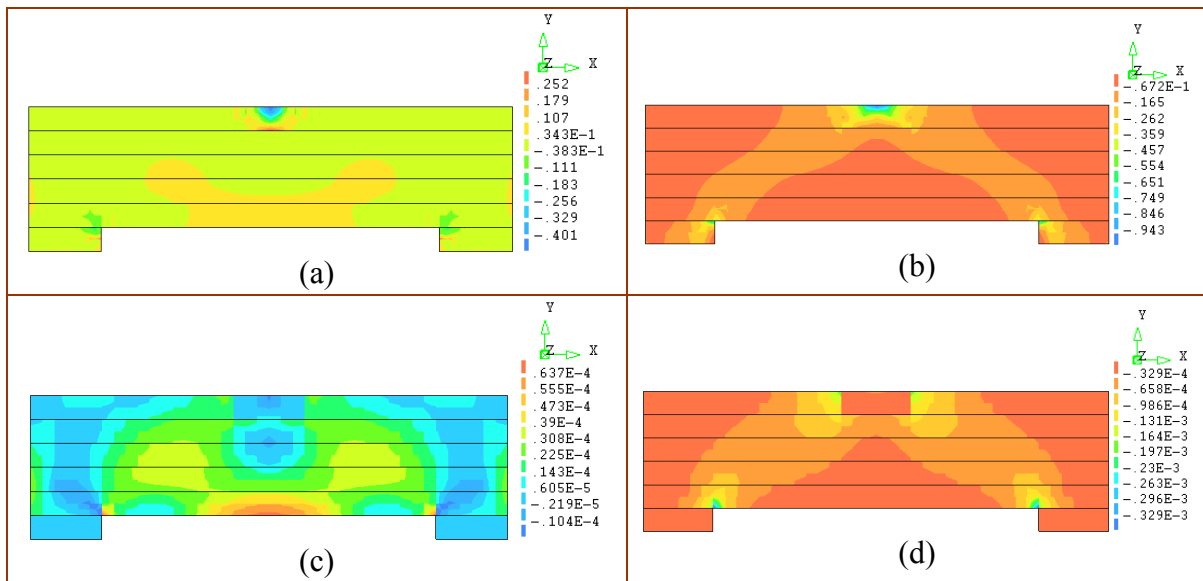 Y
Z X
.252
.179
.107
.343E-1
-.383E-1
-.111
-.183
-.256
-.329
-.401
(a)
Y
Z X
-.672E-1
-.165
-.262
-.359
-.457
-.554
-.651
-.749
-.846
-.943
(b)
Y
Z X
.637E-4
.555E-4
.473E-4
.39E-4
.308E-4
.225E-4
.143E-4
.605E-5
-.219E-5
-.104E-4
(c)
Y
Z X
-.329E-4
-.658E-4
-.986E-4
-.131E-3
-.164E-3
-.197E-3
-.23E-3
-.263E-3
-.296E-3
-.329E-3
(d)